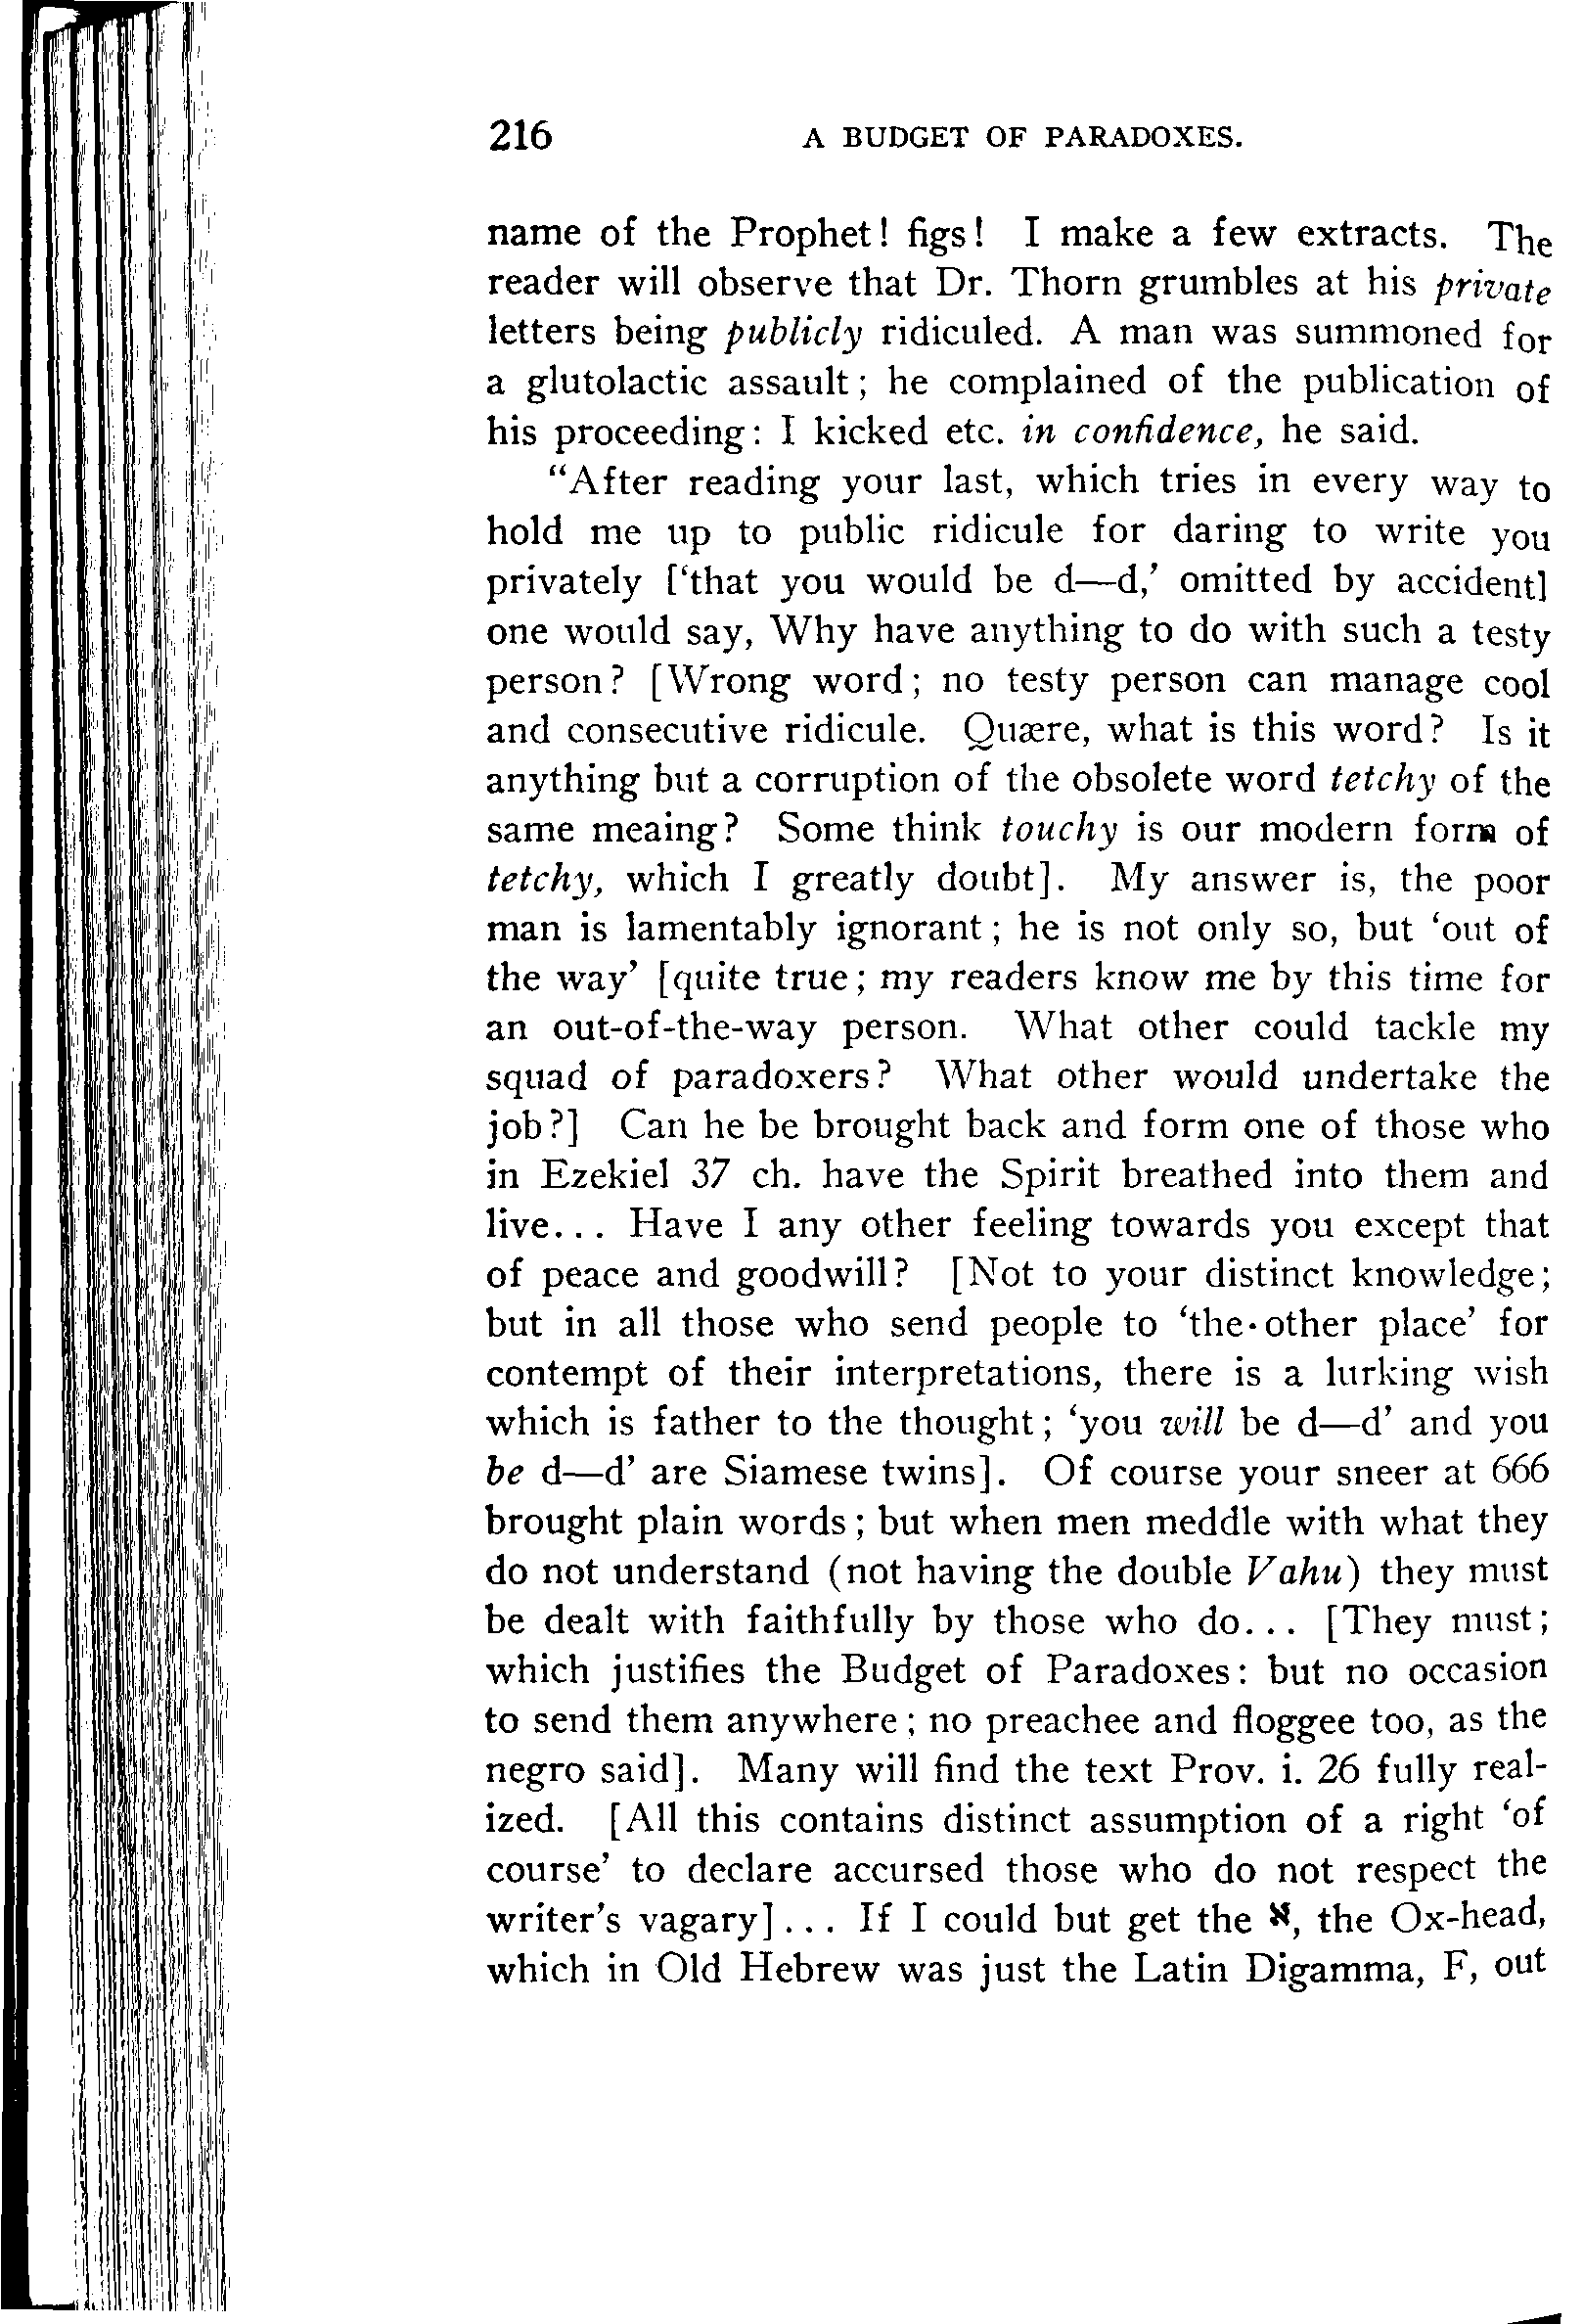 216 A BUDGET OF PARADOXES.
name of the Prophet! figs! I make a few extracts. The
reader will observe that Dr. Thorn grumbles at his private
letters being publicly ridiculed. A man was summoned for
a glutolactic assault; he complained of the publication of
his proceeding: I kicked etc. in confidence, he said.
“After reading your last, which tries in every way to
hold me up to public ridicule for daring to write you
privately [‘that you would be d—d,’ omitted by accident]
one would say, Why have anything to do with such a testy
person? [Wrong word; no testy person can manage cool
and consecutive ridicule. Quære, what is this word? Is it
anything but a corruption of the obsolete word tetchy of the
same meaing? Some think touchy is our modern form of
tetchy, which I greatly doubt]. My answer is, the poor
man is lamentably ignorant; he is not only so, but ‘out of
the way’ [quite true; my readers know me by this time for
an out-of-the-way person. What other could tackle my
squad of paradoxers? What other would undertake the
job?] Can he be brought back and form one of those who
in Ezekiel 37 ch. have the Spirit breathed into them and
live... Have I any other feeling towards you except that
of peace and goodwill? [Not to your distinct knowledge;
but in all those who send people to ‘the other place’ for
contempt of their interpretations, there is a lurking wish
which is father to the thought; ‘you will be d—d’ and you
be d—d’ are Siamese twins]. Of course your sneer at 666
brought plain words; but when men meddle with what they
do not understand (not having the double Vahu) they must
be dealt with faithfully by those who do... [They must;
which justifies the Budget of Paradoxes: but no occasion
to send them anywhere; no preachee and floggee too, as the
negro said]. Many will find the text Prov. i. 26 fully real-
ized. [All this contains distinct assumption of a right ‘of
course’ to declare accursed those who do not respect the
writer’s vagary]... If I could but get the א, the Ox-head,
which in Old Hebrew was just the Latin Digamma, F, out